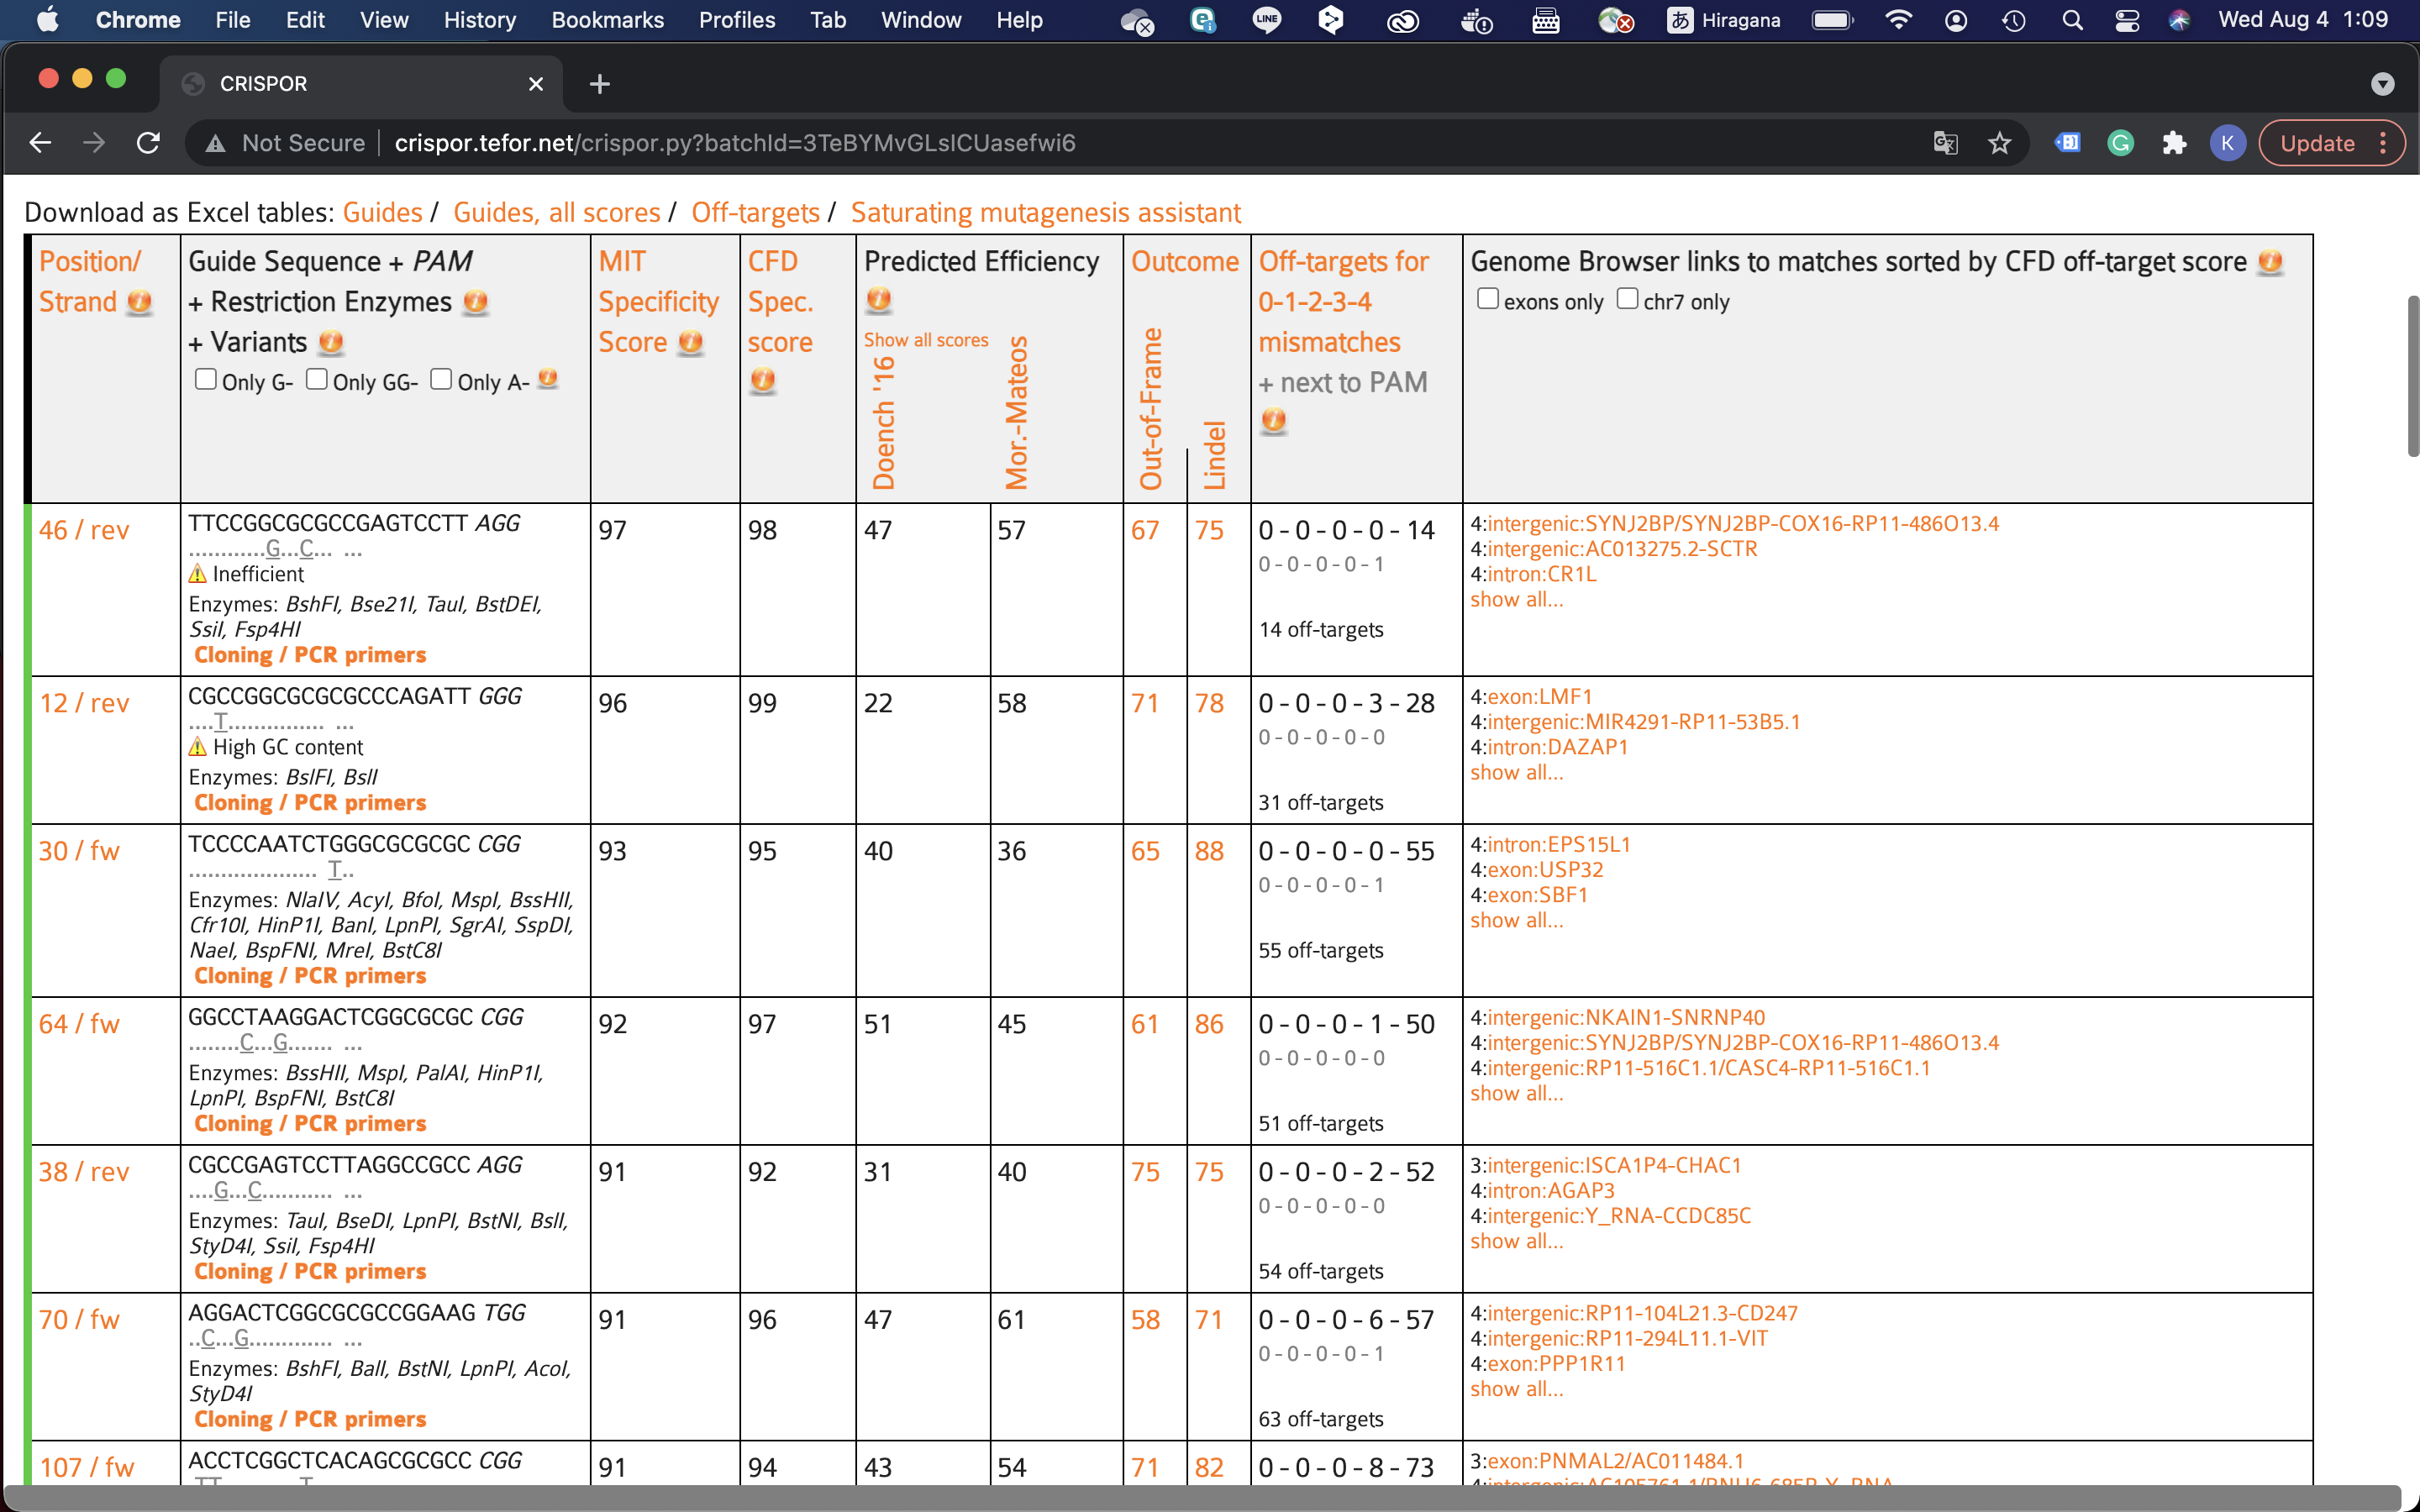 Chrome File Edit View History Bookmarks Profiles Tab Window Help LINE あ Hiragana Wed Aug 4 1:09
CRISPOR
Not Secure crispor.tefor.net/crispor.py?batchId=3TeBYMvGLsICUasefwi6 K Update
Download as Excel tables: Guides / Guides, all scores / Off-targets / Saturating mutagenesis assistant
Position/
Strand
Guide Sequence + PAM
+ Restriction Enzymes
+ Variants
Only G- Only GG- Only A-
MIT
Specificity
Score
CFD
Spec.
score
Predicted Efficiency
Show all scores
Doench '16
Mor.-Mateos
Outcome
Out-of-Frame
Lindel
Off-targets for
0-1-2-3-4
mismatches
+ next to PAM
Genome Browser links to matches sorted by CFD off-target score
exons only chr7 only
46 / rev
TTCCGGCGCGCCGAGTCCTT AGG
............G...C... ...
Inefficient
Enzymes: BshFI, Bse21I, TauI, BstDEI,
SsiI, Fsp4HI
Cloning / PCR primers
97
98
47
57
67
75
0 - 0 - 0 - 0 - 14
0 - 0 - 0 - 0 - 1
14 off-targets
4:intergenic:SYNJ2BP/SYNJ2BP-COX16-RP11-486O13.4
4:intergenic:AC013275.2-SCTR
4:intron:CR1L
show all...
12 / rev
CGCCGGCGCGCGCCCAGATT GGG
....T............... ...
High GC content
Enzymes: BslFI, BslI
Cloning / PCR primers
96
99
22
58
71
78
0 - 0 - 0 - 3 - 28
0 - 0 - 0 - 0 - 0
31 off-targets
4:exon:LMF1
4:intergenic:MIR4291-RP11-53B5.1
4:intron:DAZAP1
show all...
30 / fw
TCCCCAATCTGGGCGCGCGC CGG
.................... T..
Enzymes: NlaIV, AcyI, BfoI, MspI, BssHII,
Cfr10I, HinP1I, BanI, LpnPI, SgrAI, SspDI,
NaeI, BspFNI, MreI, BstC8I
Cloning / PCR primers
93
95
40
36
65
88
0 - 0 - 0 - 0 - 55
0 - 0 - 0 - 0 - 1
55 off-targets
4:intron:EPS15L1
4:exon:USP32
4:exon:SBF1
show all...
64 / fw
GGCCTAAGGACTCGGCGCGC CGG
........C...G....... ...
Enzymes: BssHII, MspI, PalAI, HinP1I,
LpnPI, BspFNI, BstC8I
Cloning / PCR primers
92
97
51
45
61
86
0 - 0 - 0 - 1 - 50
0 - 0 - 0 - 0 - 0
51 off-targets
4:intergenic:NKAIN1-SNRNP40
4:intergenic:SYNJ2BP/SYNJ2BP-COX16-RP11-486O13.4
4:intergenic:RP11-516C1.1/CASC4-RP11-516C1.1
show all...
38 / rev
CGCCGAGTCCTTAGGCCGCC AGG
....G...C........... ...
Enzymes: TauI, BseDI, LpnPI, BstNI, BslI,
StyD4I, SsiI, Fsp4HI
Cloning / PCR primers
91
92
31
40
75
75
0 - 0 - 0 - 2 - 52
0 - 0 - 0 - 0 - 0
54 off-targets
3:intergenic:ISCA1P4-CHAC1
4:intron:AGAP3
4:intergenic:Y_RNA-CCDC85C
show all...
70 / fw
AGGACTCGGCGCGCCGGAAG TGG
..C...G............. ...
Enzymes: BshFI, BalI, BstNI, LpnPI, AcoI,
StyD4I
Cloning / PCR primers
91
96
47
61
58
71
0 - 0 - 0 - 6 - 57
0 - 0 - 0 - 0 - 1
63 off-targets
4:intergenic:RP11-104L21.3-CD247
4:intergenic:RP11-294L11.1-VIT
4:exon:PPP1R11
show all...
107 / fw
ACCTCGGCTCACAGCGCGCC CGG
91
94
43
54
71
82
0 - 0 - 0 - 8 - 73
3:exon:PNMAL2/AC011484.1